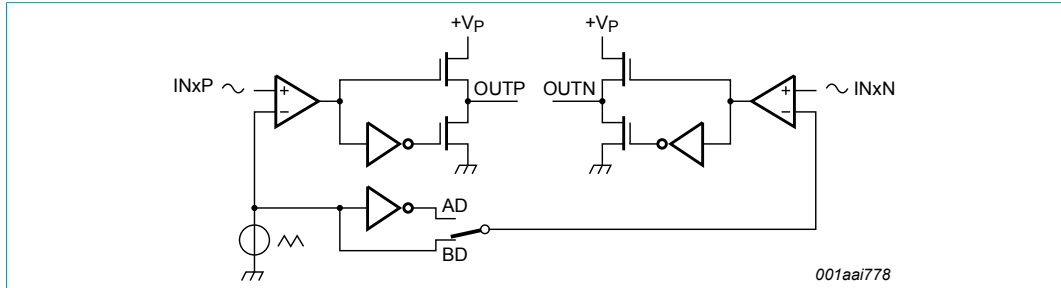 +VP +VP
INxP + OUTP OUTN + INxN
− −
AD
BD
001aai778